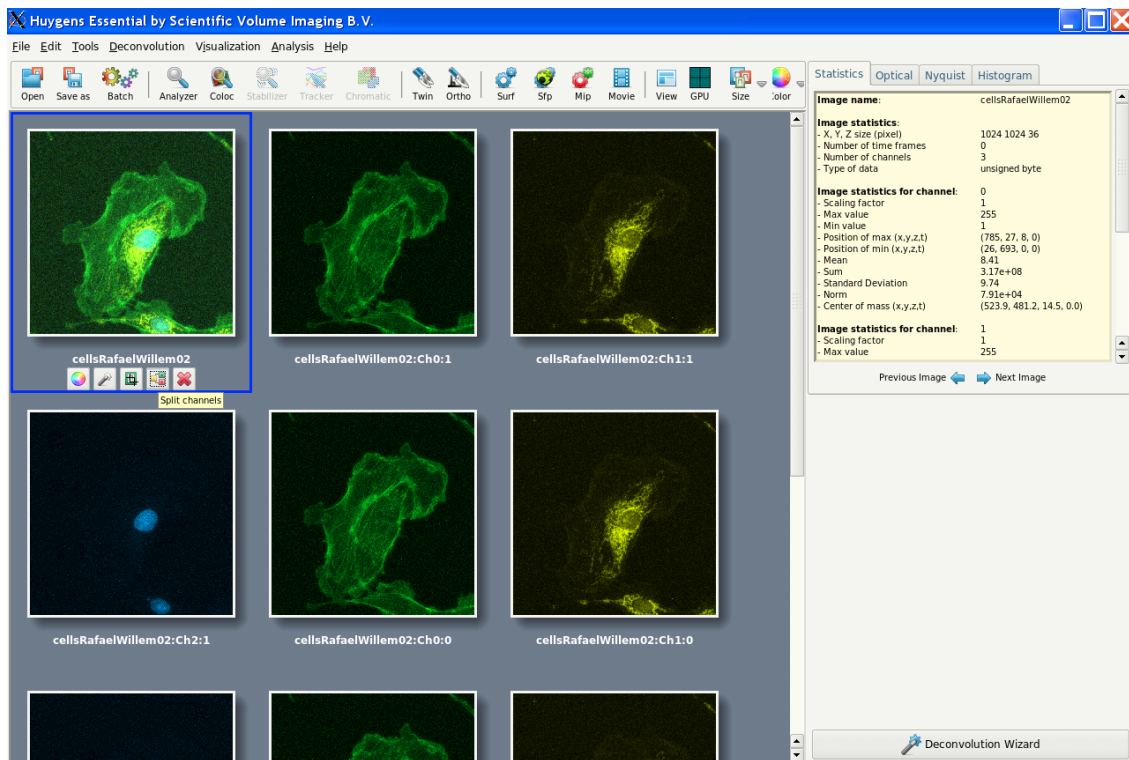 Huygens Essential by Scientific Volume Imaging B.V.
File Edit Tools Deconvolution Visualization Analysis Help
Open Save as Batch Analyzer Coloc Stabilizer Tracker Chromatic Twin Ortho Surf Sfp Mip Movie View GPU Size :olor
Statistics Optical Nyquist Histogram
Image name: cellsRafaelWillem02
Image statistics:
- X, Y, Z size (pixel) 1024 1024 36
- Number of time frames 0
- Number of channels 3
- Type of data unsigned byte
Image statistics for channel: 0
- Scaling factor 1
- Max value 255
- Min value 1
- Position of max (x,y,z,t) (785, 27, 8, 0)
- Position of min (x,y,z,t) (26, 693, 0, 0)
- Mean 8.41
- Sum 3.17e+08
- Standard Deviation 9.74
- Norm 7.91e+04
- Center of mass (x,y,z,t) (523.9, 481.2, 14.5, 0.0)
Image statistics for channel: 1
- Scaling factor 1
- Max value 255
Previous Image Next Image
cellsRafaelWillem02 cellsRafaelWillem02:Ch0:1 cellsRafaelWillem02:Ch1:1
Split channels
cellsRafaelWillem02:Ch2:1 cellsRafaelWillem02:Ch0:0 cellsRafaelWillem02:Ch1:0
Deconvolution Wizard